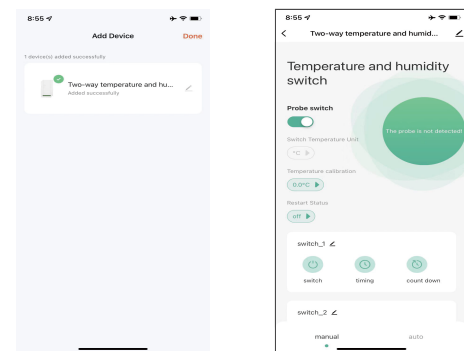 8:55
Add Device
Done
1 device(s) added successfully
Two-way temperature and hu...
Added successfully
8:55
Two-way temperature and humid...
Temperature and humidity
switch
Probe switch
The probe is not detected!
Switch Temperature Unit
°C
Temperature calibration
0.0°C
Restart Status
off
switch_1
switch
timing
count down
switch_2
manual
auto